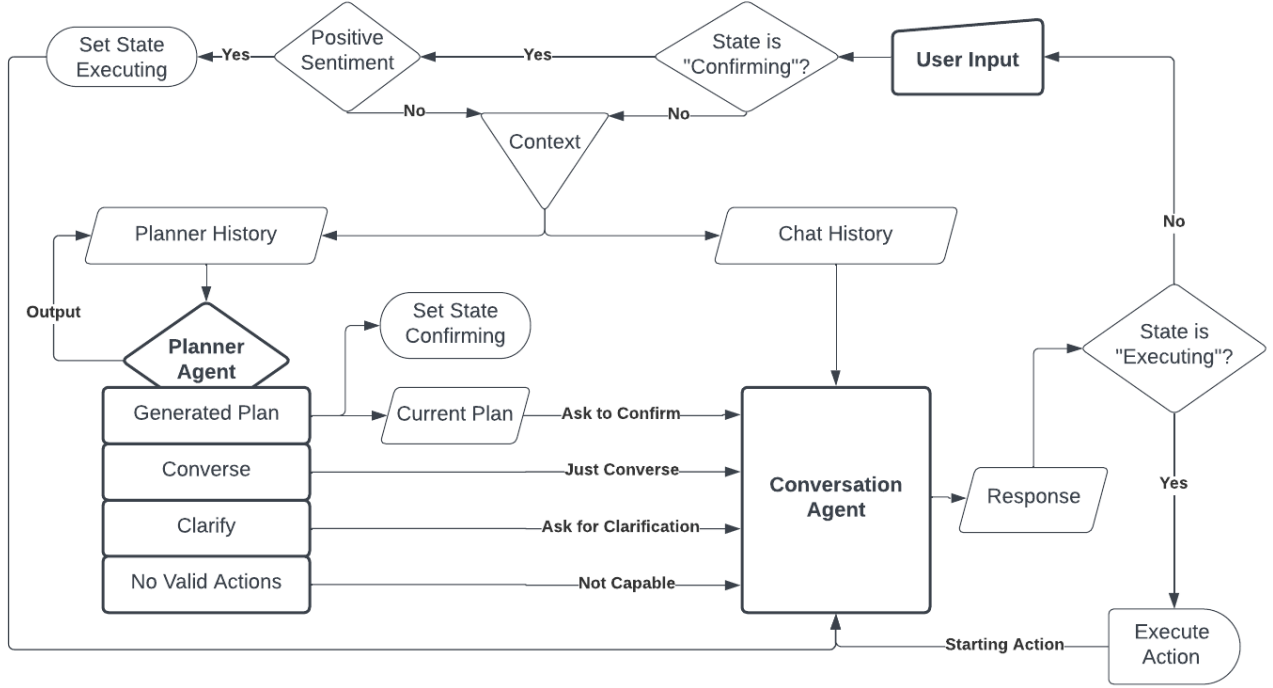 Set State
Executing
Yes
Positive
Sentiment
Yes
State is
"Confirming"?
User Input
No
Context
No
Planner History
Chat History
No
Output
Planner
Agent
Set State
Confirming
State is
"Executing"?
Generated Plan
Current Plan
Ask to Confirm
Converse
Just Converse
Conversation
Agent
Response
Yes
Clarify
Ask for Clarification
No Valid Actions
Not Capable
Starting Action
Execute
Action